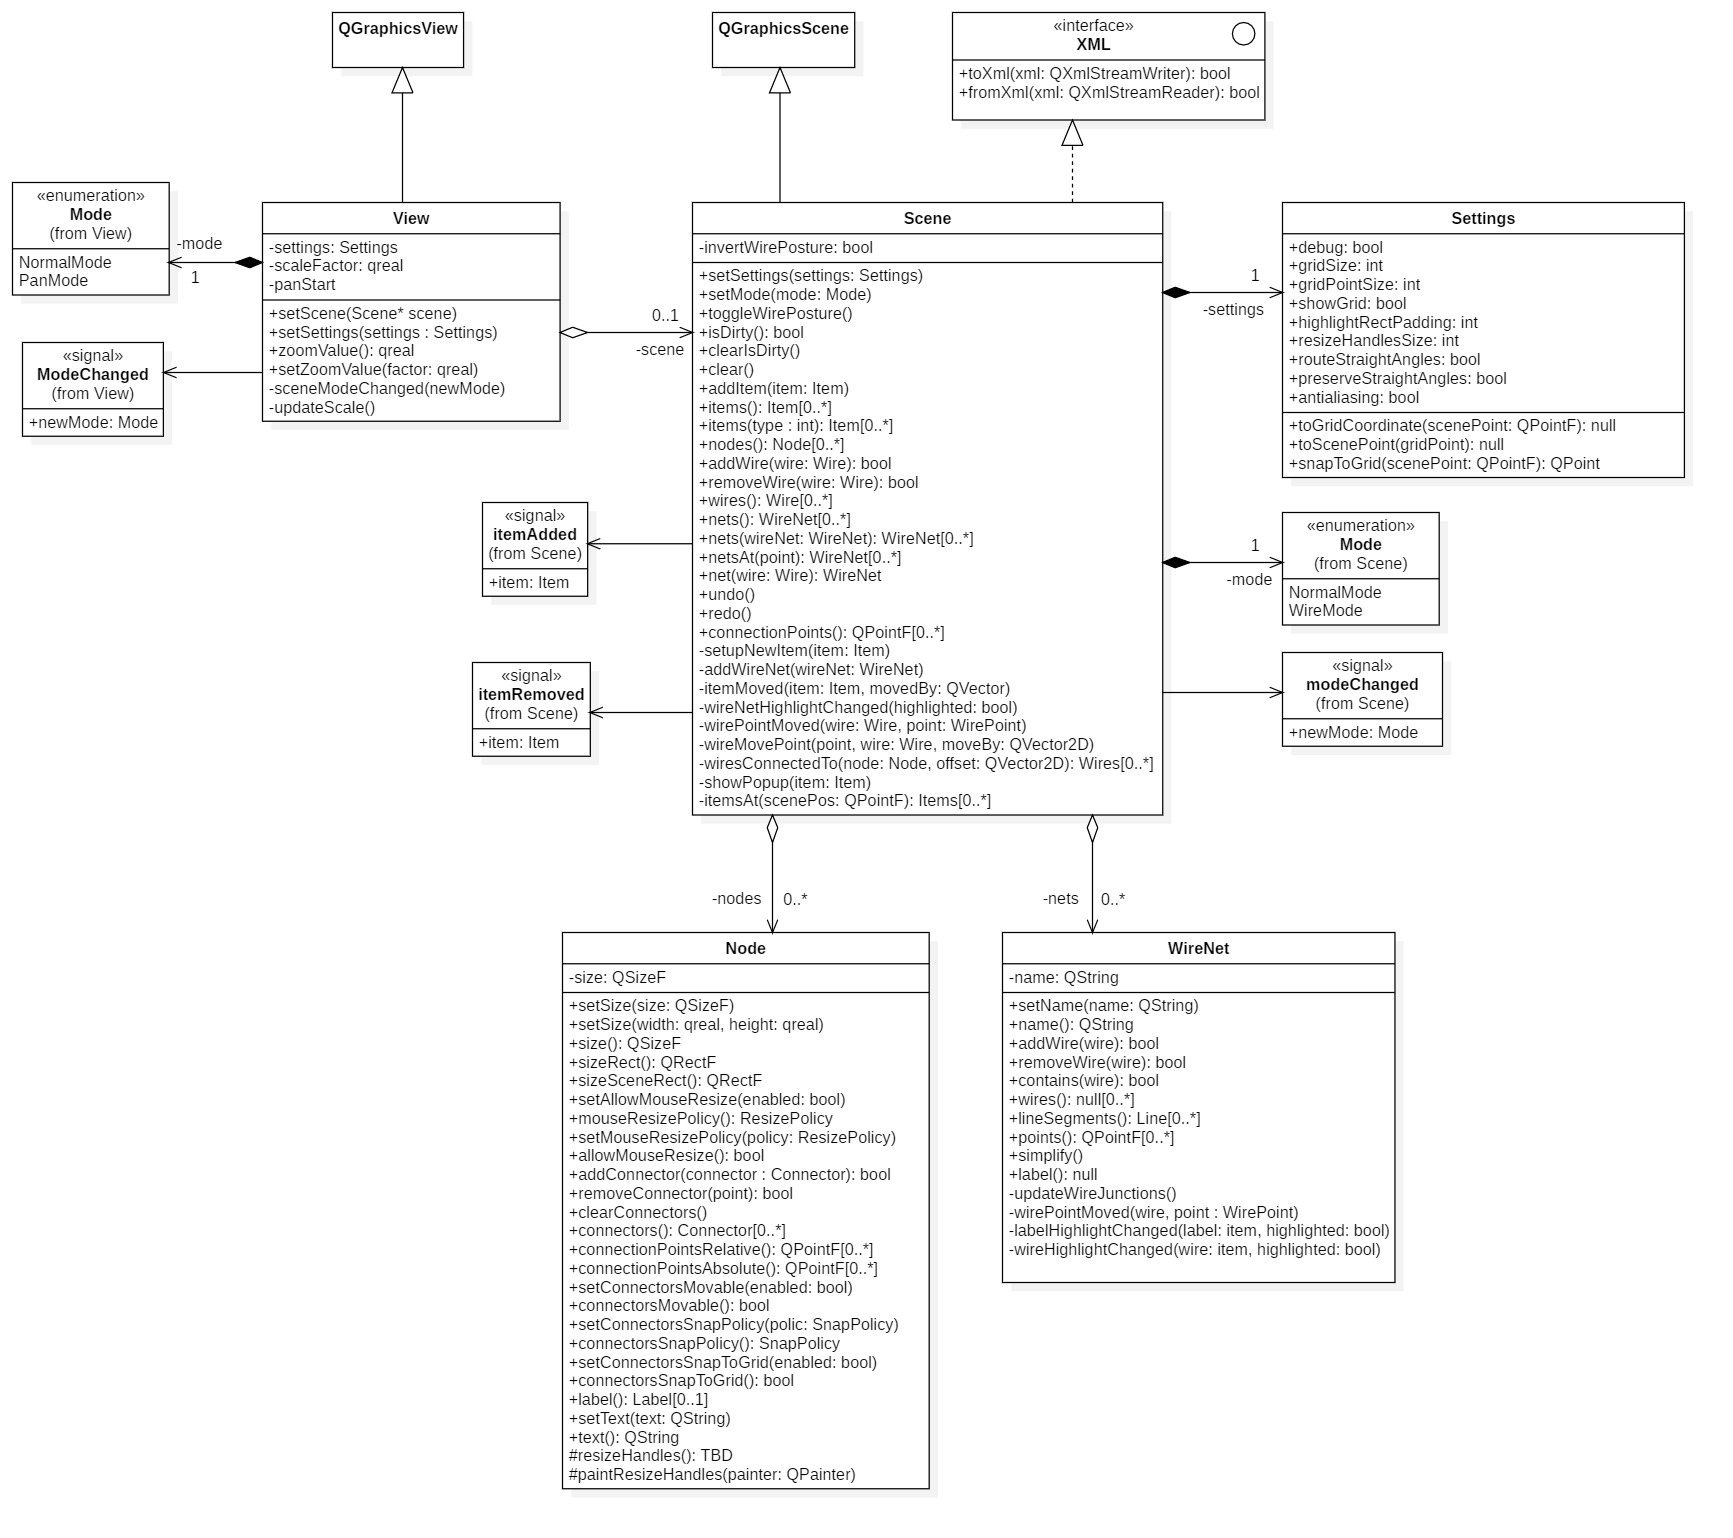 QGraphicsView
QGraphicsScene
«interface»
XML
+toXml(xml: QXmlStreamWriter): bool
+fromXml(xml: QXmlStreamReader): bool
«enumeration»
Mode
(from View)
NormalMode
PanMode
-mode
1
View
-settings: Settings
-scaleFactor: qreal
-panStart
+setScene(Scene* scene)
+setSettings(settings : Settings)
+zoomValue(): qreal
+setZoomValue(factor: qreal)
-sceneModeChanged(newMode)
-updateScale()
«signal»
ModeChanged
(from View)
+newMode: Mode
0..1
-scene
Scene
-invertWirePosture: bool
+setSettings(settings: Settings)
+setMode(mode: Mode)
+toggleWirePosture()
+isDirty(): bool
+clearIsDirty()
+clear()
+addItem(item: Item)
+items(): Item[0..*]
+items(type : int): Item[0..*]
+nodes(): Node[0..*]
+addWire(wire: Wire): bool
+removeWire(wire: Wire): bool
+wires(): Wire[0..*]
+nets(): WireNet[0..*]
+nets(wireNet: WireNet): WireNet[0..*]
+netsAt(point): WireNet[0..*]
+net(wire: Wire): WireNet
+undo()
+redo()
+connectionPoints(): QPointF[0..*]
-setupNewItem(item: Item)
-addWireNet(wireNet: WireNet)
-itemMoved(item: Item, movedBy: QVector)
-wireNetHighlightChanged(highlighted: bool)
-wirePointMoved(wire: Wire, point: WirePoint)
-wireMovePoint(point, wire: Wire, moveBy: QVector2D)
-wiresConnectedTo(node: Node, offset: QVector2D): Wires[0..*]
-showPopup(item: Item)
-itemsAt(scenePos: QPointF): Items[0..*]
1
-settings
Settings
+debug: bool
+gridSize: int
+gridPointSize: int
+showGrid: bool
+highlightRectPadding: int
+resizeHandlesSize: int
+routeStraightAngles: bool
+preserveStraightAngles: bool
+antialiasing: bool
+toGridCoordinate(scenePoint: QPointF): null
+toScenePoint(gridPoint): null
+snapToGrid(scenePoint: QPointF): QPoint
«signal»
itemAdded
(from Scene)
+item: Item
1
-mode
«enumeration»
Mode
(from Scene)
NormalMode
WireMode
«signal»
itemRemoved
(from Scene)
+item: Item
«signal»
modeChanged
(from Scene)
+newMode: Mode
-nodes
0..*
-nets
0..*
Node
-size: QSizeF
+setSize(size: QSizeF)
+setSize(width: qreal, height: qreal)
+size(): QSizeF
+sizeRect(): QRectF
+sizeSceneRect(): QRectF
+setAllowMouseResize(enabled: bool)
+mouseResizePolicy(): ResizePolicy
+setMouseResizePolicy(policy: ResizePolicy)
+allowMouseResize(): bool
+addConnector(connector : Connector): bool
+removeConnector(point): bool
+clearConnectors()
+connectors(): Connector[0..*]
+connectionPointsRelative(): QPointF[0..*]
+connectionPointsAbsolute(): QPointF[0..*]
+setConnectorsMovable(enabled: bool)
+connectorsMovable(): bool
+setConnectorsSnapPolicy(polic: SnapPolicy)
+connectorsSnapPolicy(): SnapPolicy
+setConnectorsSnapToGrid(enabled: bool)
+connectorsSnapToGrid(): bool
+label(): Label[0..1]
+setText(text: QString)
+text(): QString
#resizeHandles(): TBD
#paintResizeHandles(painter: QPainter)
WireNet
-name: QString
+setName(name: QString)
+name(): QString
+addWire(wire): bool
+removeWire(wire): bool
+contains(wire): bool
+wires(): null[0..*]
+lineSegments(): Line[0..*]
+points(): QPointF[0..*]
+simplify()
+label(): null
-updateWireJunctions()
-wirePointMoved(wire, point : WirePoint)
-labelHighlightChanged(label: item, highlighted: bool)
-wireHighlightChanged(wire: item, highlighted: bool)